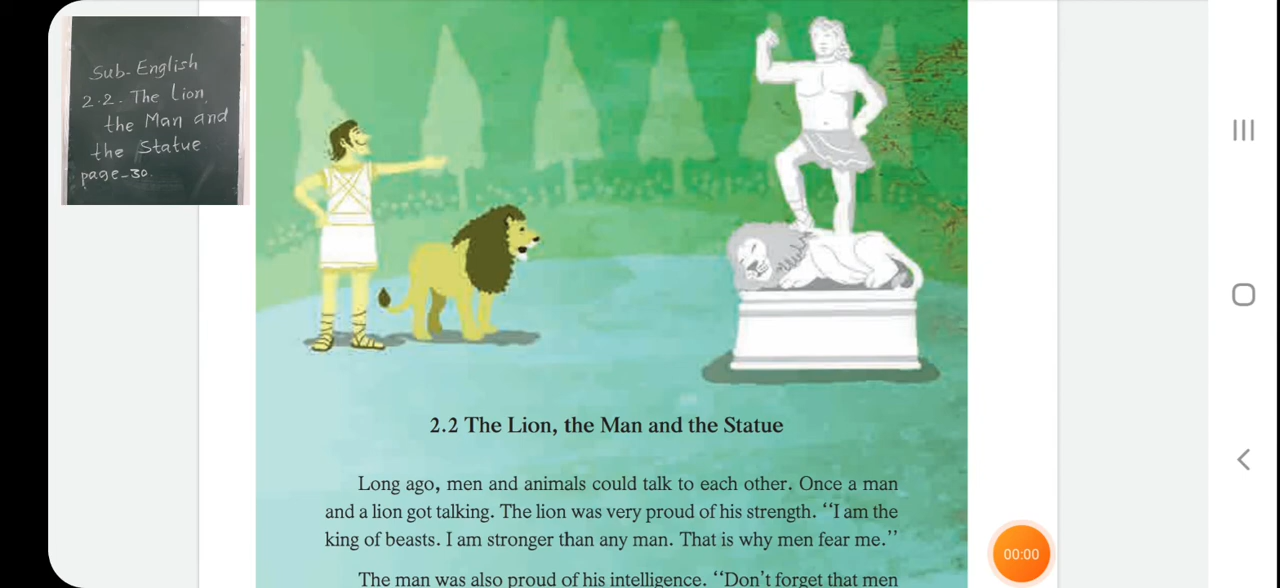 Sub-English
2.2. The Lion,
the Man and
the Statue
page-30.
2.2 The Lion, the Man and the Statue
Long ago, men and animals could talk to each other. Once a man
and a lion got talking. The lion was very proud of his strength. “I am the
king of beasts. I am stronger than any man. That is why men fear me.”
The man was also proud of his intelligence. “Don’t forget that men
00:00